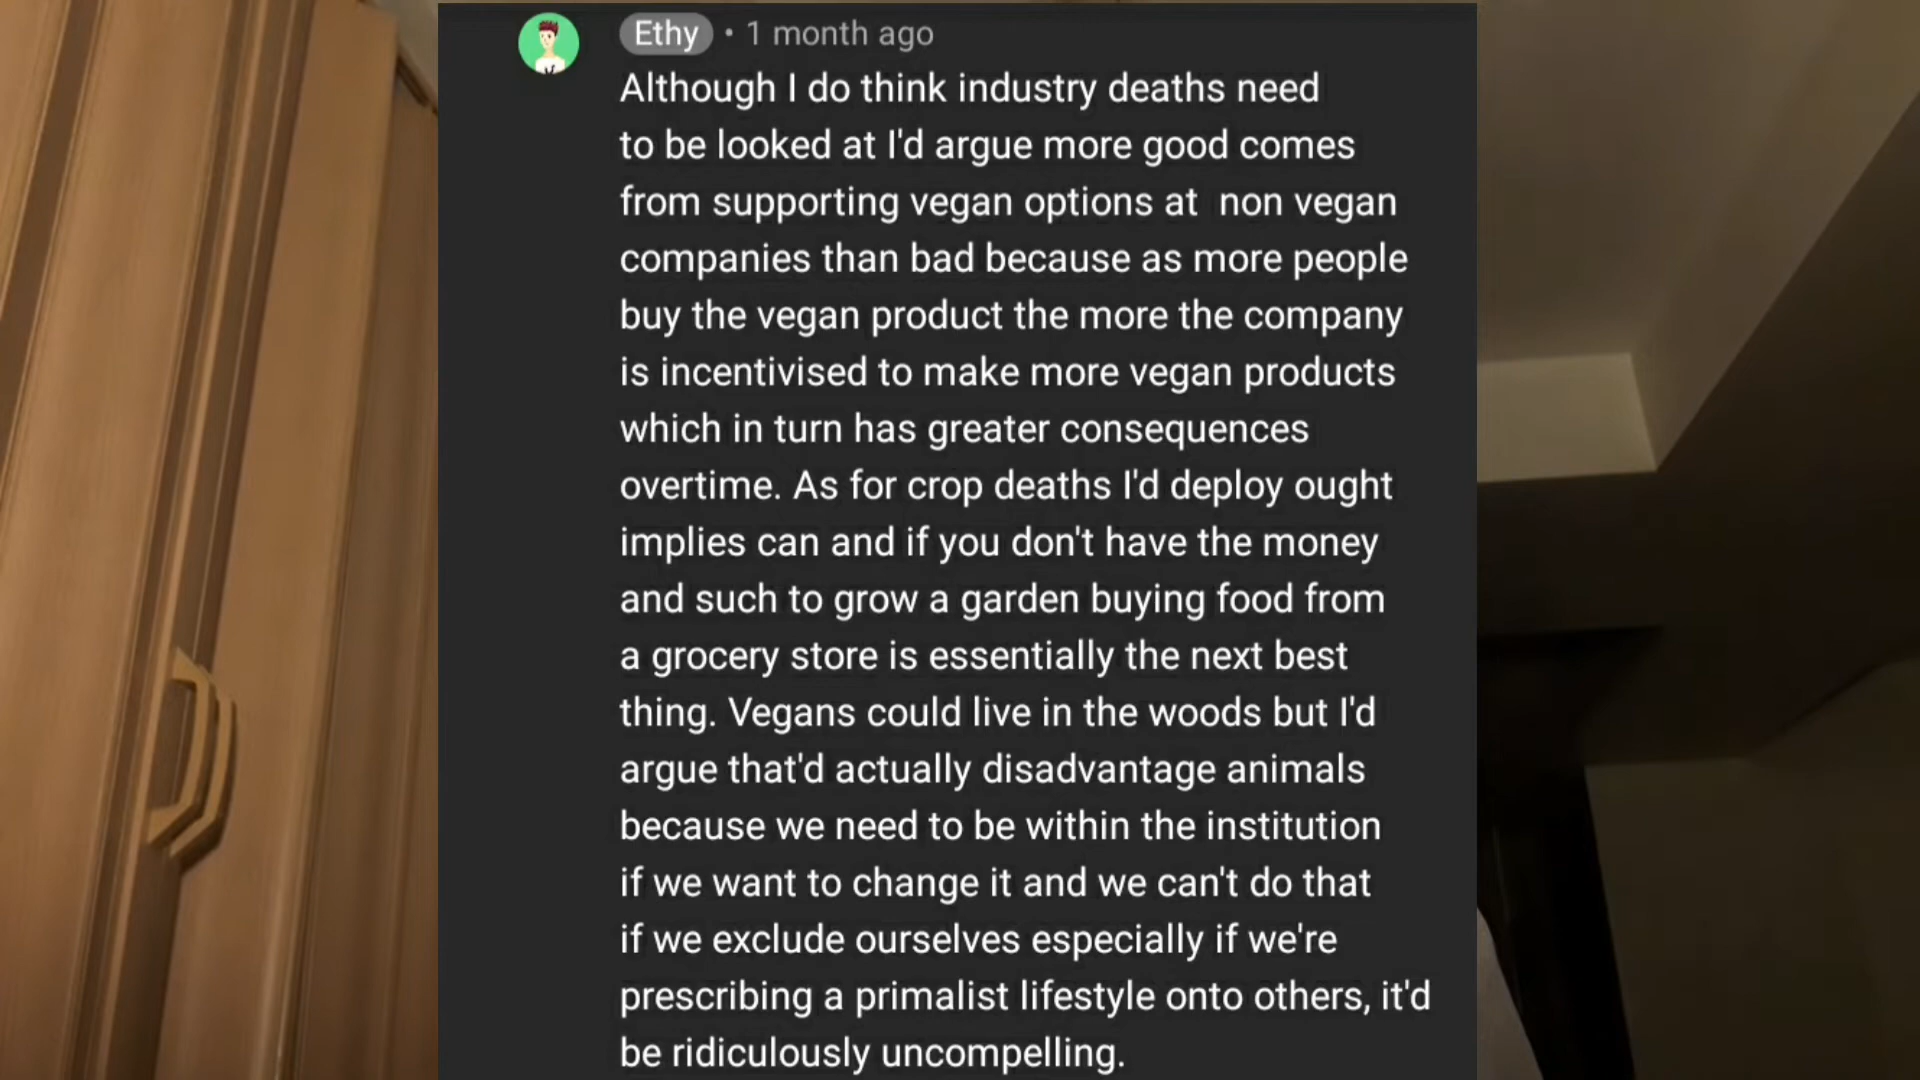 Ethy • 1 month ago
Although I do think industry deaths need
to be looked at I'd argue more good comes
from supporting vegan options at  non vegan
companies than bad because as more people
buy the vegan product the more the company
is incentivised to make more vegan products
which in turn has greater consequences
overtime. As for crop deaths I'd deploy ought
implies can and if you don't have the money
and such to grow a garden buying food from
a grocery store is essentially the next best
thing. Vegans could live in the woods but I'd
argue that'd actually disadvantage animals
because we need to be within the institution
if we want to change it and we can't do that
if we exclude ourselves especially if we're
prescribing a primalist lifestyle onto others, it'd
be ridiculously uncompelling.